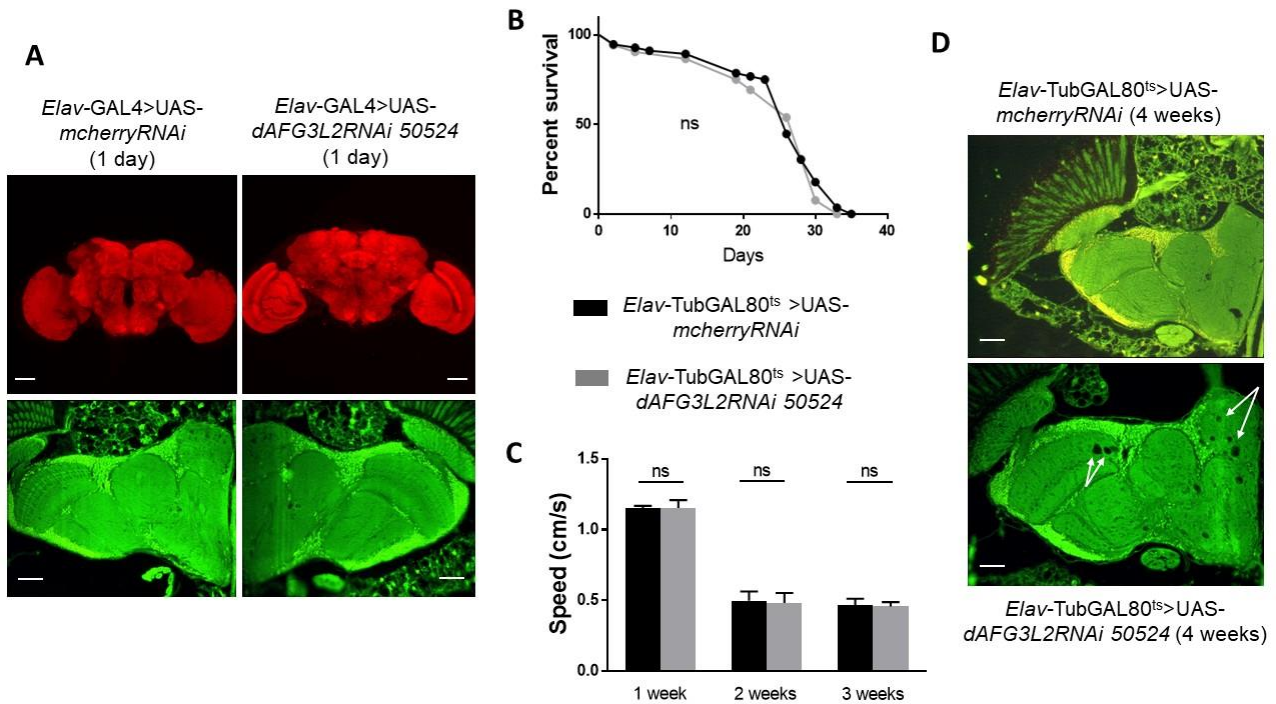 A
Elav-GAL4>UAS-
mcherryRNAi
(1 day)
Elav-GAL4>UAS-
dAFG3L2RNAi 50524
(1 day)
B
Percent survival
100
50
0
ns
0 10 20 30 40
Days
Elav-TubGAL80ts >UAS-
mcherryRNAi
Elav-TubGAL80ts >UAS-
dAFG3L2RNAi 50524
C
Speed (cm/s)
1.5
1.0
0.5
0.0
ns ns ns
1 week 2 weeks 3 weeks
D
Elav-TubGAL80ts>UAS-
mcherryRNAi (4 weeks)
Elav-TubGAL80ts>UAS-
dAFG3L2RNAi 50524 (4 weeks)